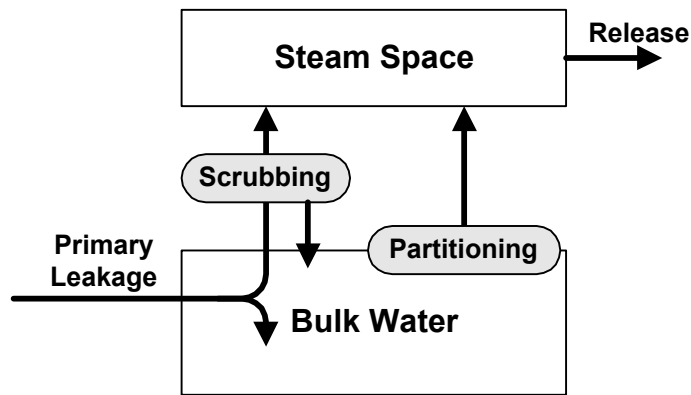 Steam Space
Release
Scrubbing
Primary
Leakage
Partitioning
Bulk Water